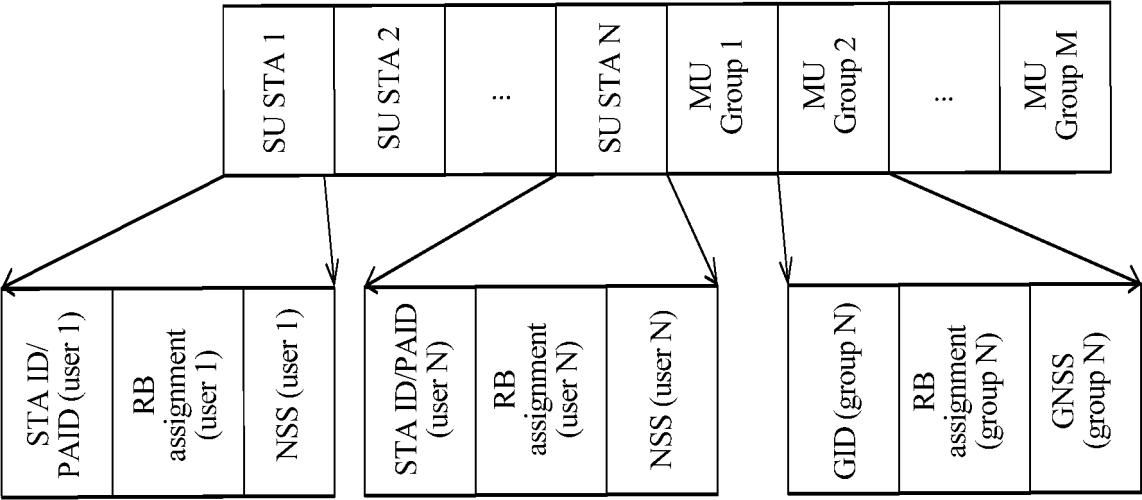 SU STA 1
SU STA 2
...
SU STA N
MU
Group 1
MU
Group 2
...
MU
Group M
STA ID/
PAID (user 1)
RB
assignment
(user 1)
NSS (user 1)
STA ID/PAID
(user N)
RB
assignment
(user N)
NSS (user N)
GID (group N)
RB
assignment
(group N)
GNSS
(group N)